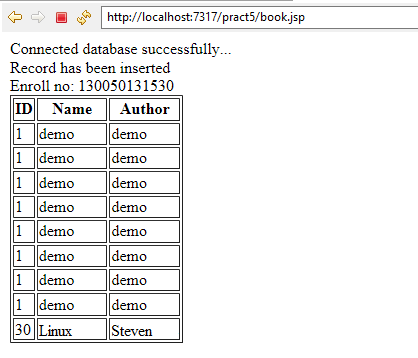 http://localhost:7317/pract5/book.jsp
Connected database successfully...
Record has been inserted
Enroll no: 130050131530
ID Name Author
1 demo demo
1 demo demo
1 demo demo
1 demo demo
1 demo demo
1 demo demo
1 demo demo
1 demo demo
30 Linux Steven